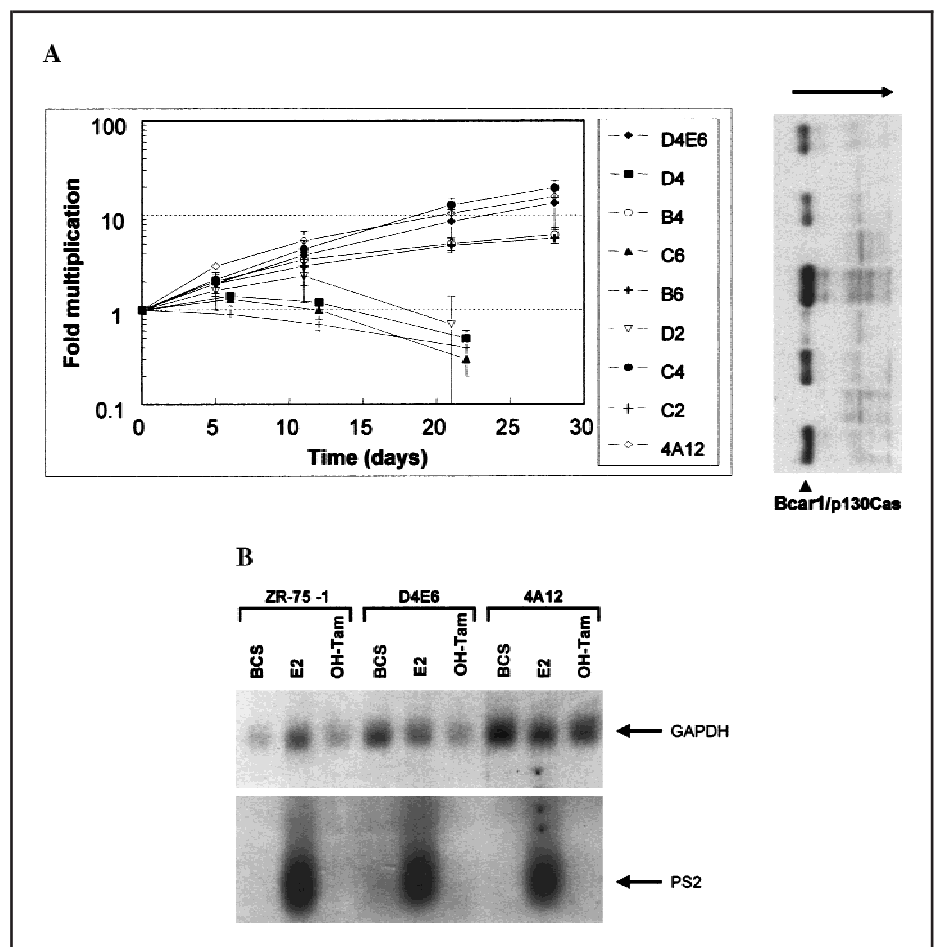 A
Fold multiplication
100
10
1
0.1
0 5 10 15 20 25 30
Time (days)
D4E6
D4
B4
C6
B6
D2
C4
C2
4A12
Bcar1/p130Cas
B
ZR-75 -1 D4E6 4A12
BCS E2 OH-Tam BCS E2 OH-Tam BCS E2 OH-Tam
GAPDH
PS2